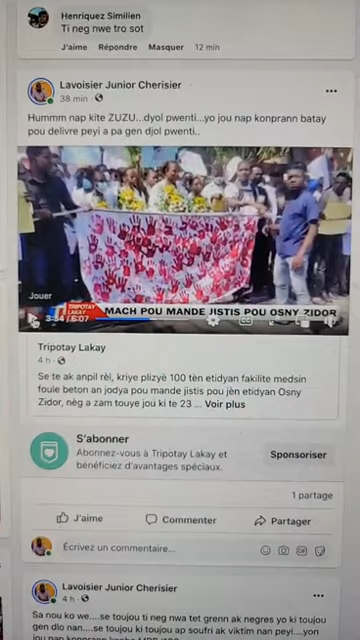 Henriquez Similien
Ti neg nwe tro sot
J'aime Répondre Masquer 12 min
Lavoisier Junior Cherisier
38 min
Hummm nap kite ZUZU...dyol pwenti...yo jou nap konprann batay
pou delivre peyi a pa gen djol pwenti..
Jouer
TRIPOTAY
LAKAY
MACH POU MANDE JISTIS POU OSNY ZIDOR
3:54 / 6:07
Tripotay Lakay
4 h
Se te ak anpil rèl, kriye plizyè 100 tèn etidyan fakilite medsin
foule beton an jodya pou mande jistis pou jèn etidyan Osny
Zidor, nèg a zam touye jou ki te 23 ... Voir plus
S'abonner
Abonnez-vous à Tripotay Lakay et
bénéficiez d'avantages spéciaux.
Sponsoriser
1 partage
J'aime Commenter Partager
Écrivez un commentaire...
Lavoisier Junior Cherisier
4 h
Sa nou ko we....se toujou ti neg nwa tet grenn ak negres yo ki toujou
gen dlo nan....se toujou ki toujou ap soufri ak viktim nan peyi....yon